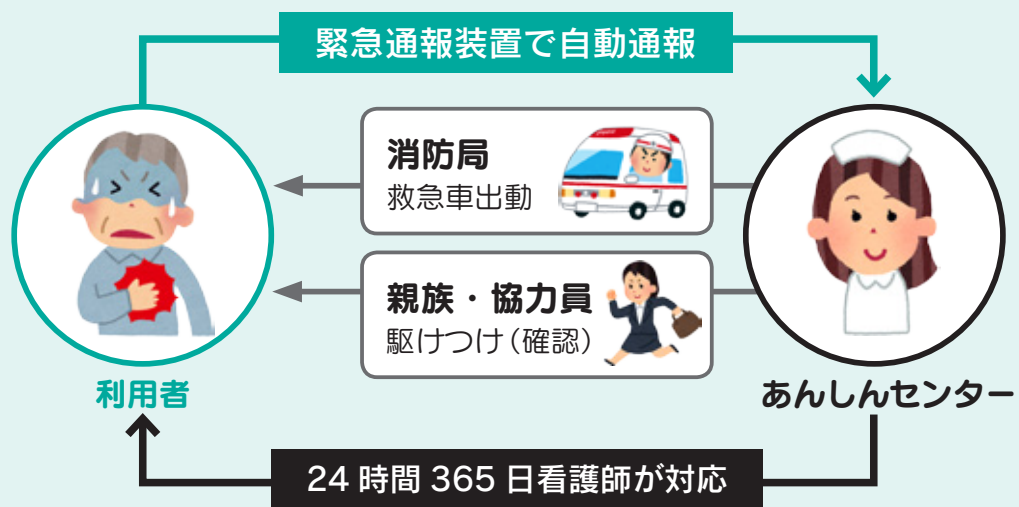 緊急通報装置で自動通報
消防局
救急車出動
親族・協力員
駆けつけ（確認）
利用者
あんしんセンター
24時間365日看護師が対応